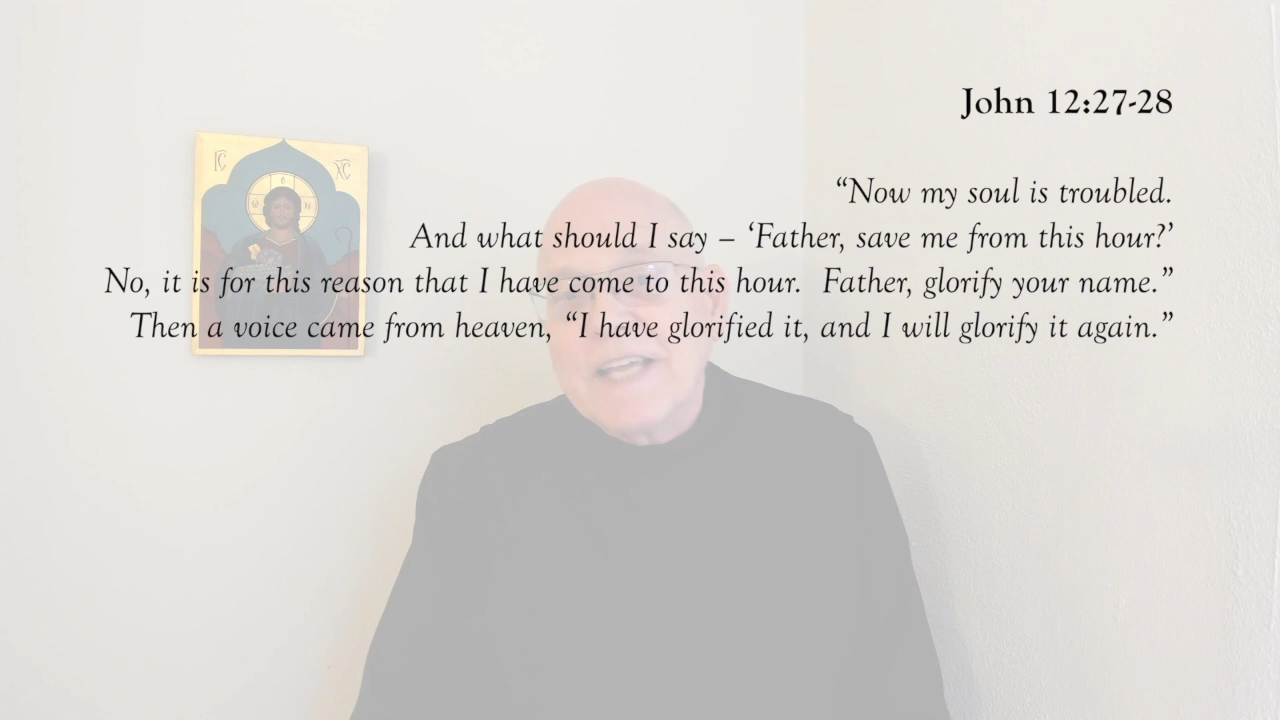 John 12:27-28
“Now my soul is troubled.
And what should I say – ‘Father, save me from this hour?’
No, it is for this reason that I have come to this hour.  Father, glorify your name.”
Then a voice came from heaven, “I have glorified it, and I will glorify it again.”
IC XC